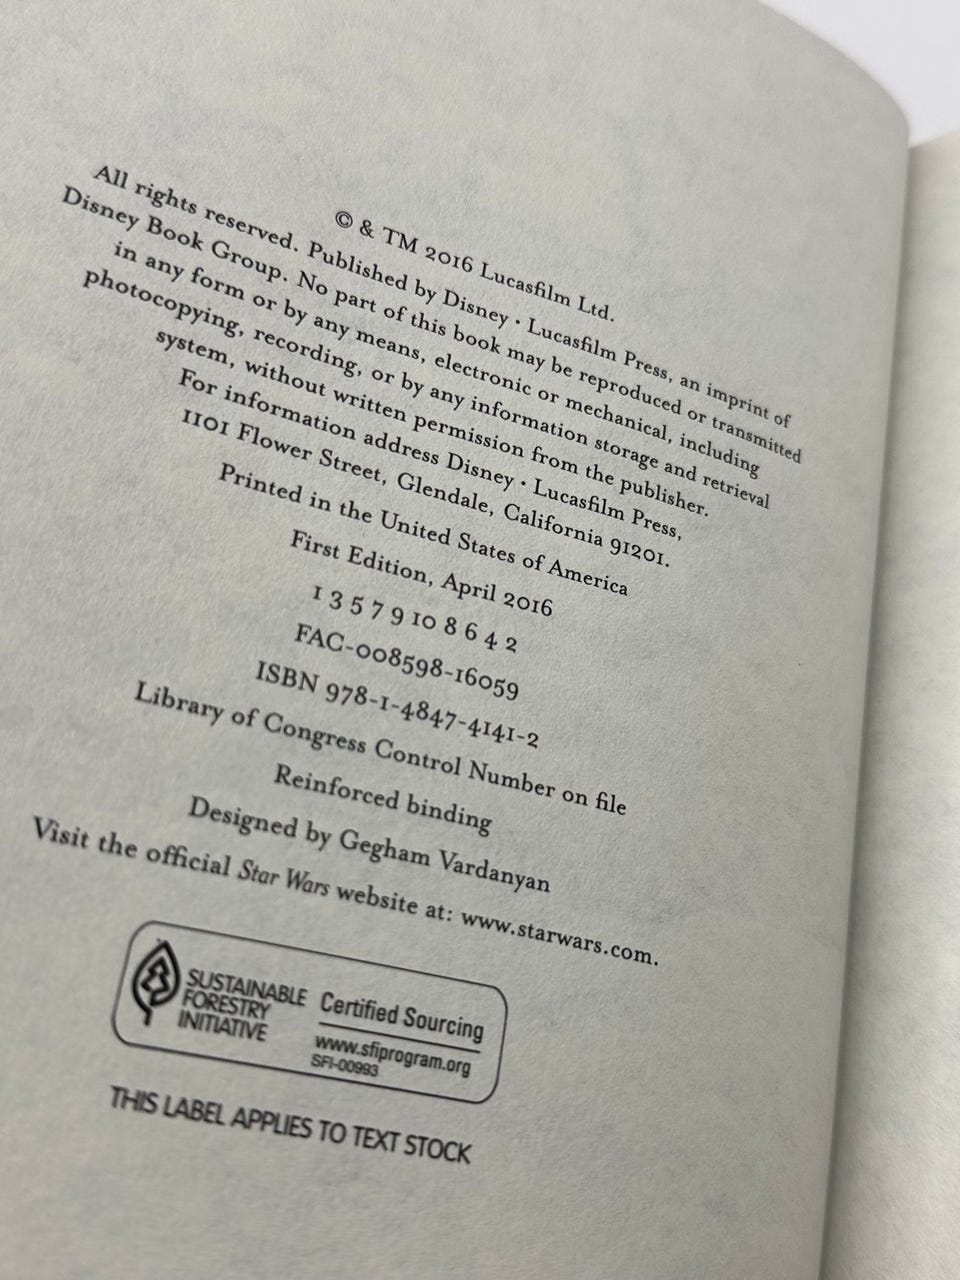 © & TM 2016 Lucasfilm Ltd.
All rights reserved. Published by Disney • Lucasfilm Press, an imprint of
Disney Book Group. No part of this book may be reproduced or transmitted
in any form or by any means, electronic or mechanical, including
photocopying, recording, or by any information storage and retrieval
system, without written permission from the publisher.
For information address Disney • Lucasfilm Press,
1101 Flower Street, Glendale, California 91201.
Printed in the United States of America
First Edition, April 2016
1 3 5 7 9 10 8 6 4 2
FAC-008598-16059
ISBN 978-1-4847-4141-2
Library of Congress Control Number on file
Reinforced binding
Designed by Gegham Vardanyan
Visit the official Star Wars website at: www.starwars.com.
SUSTAINABLE
FORESTRY
INITIATIVE
Certified Sourcing
www.sfiprogram.org
SFI-00993
THIS LABEL APPLIES TO TEXT STOCK